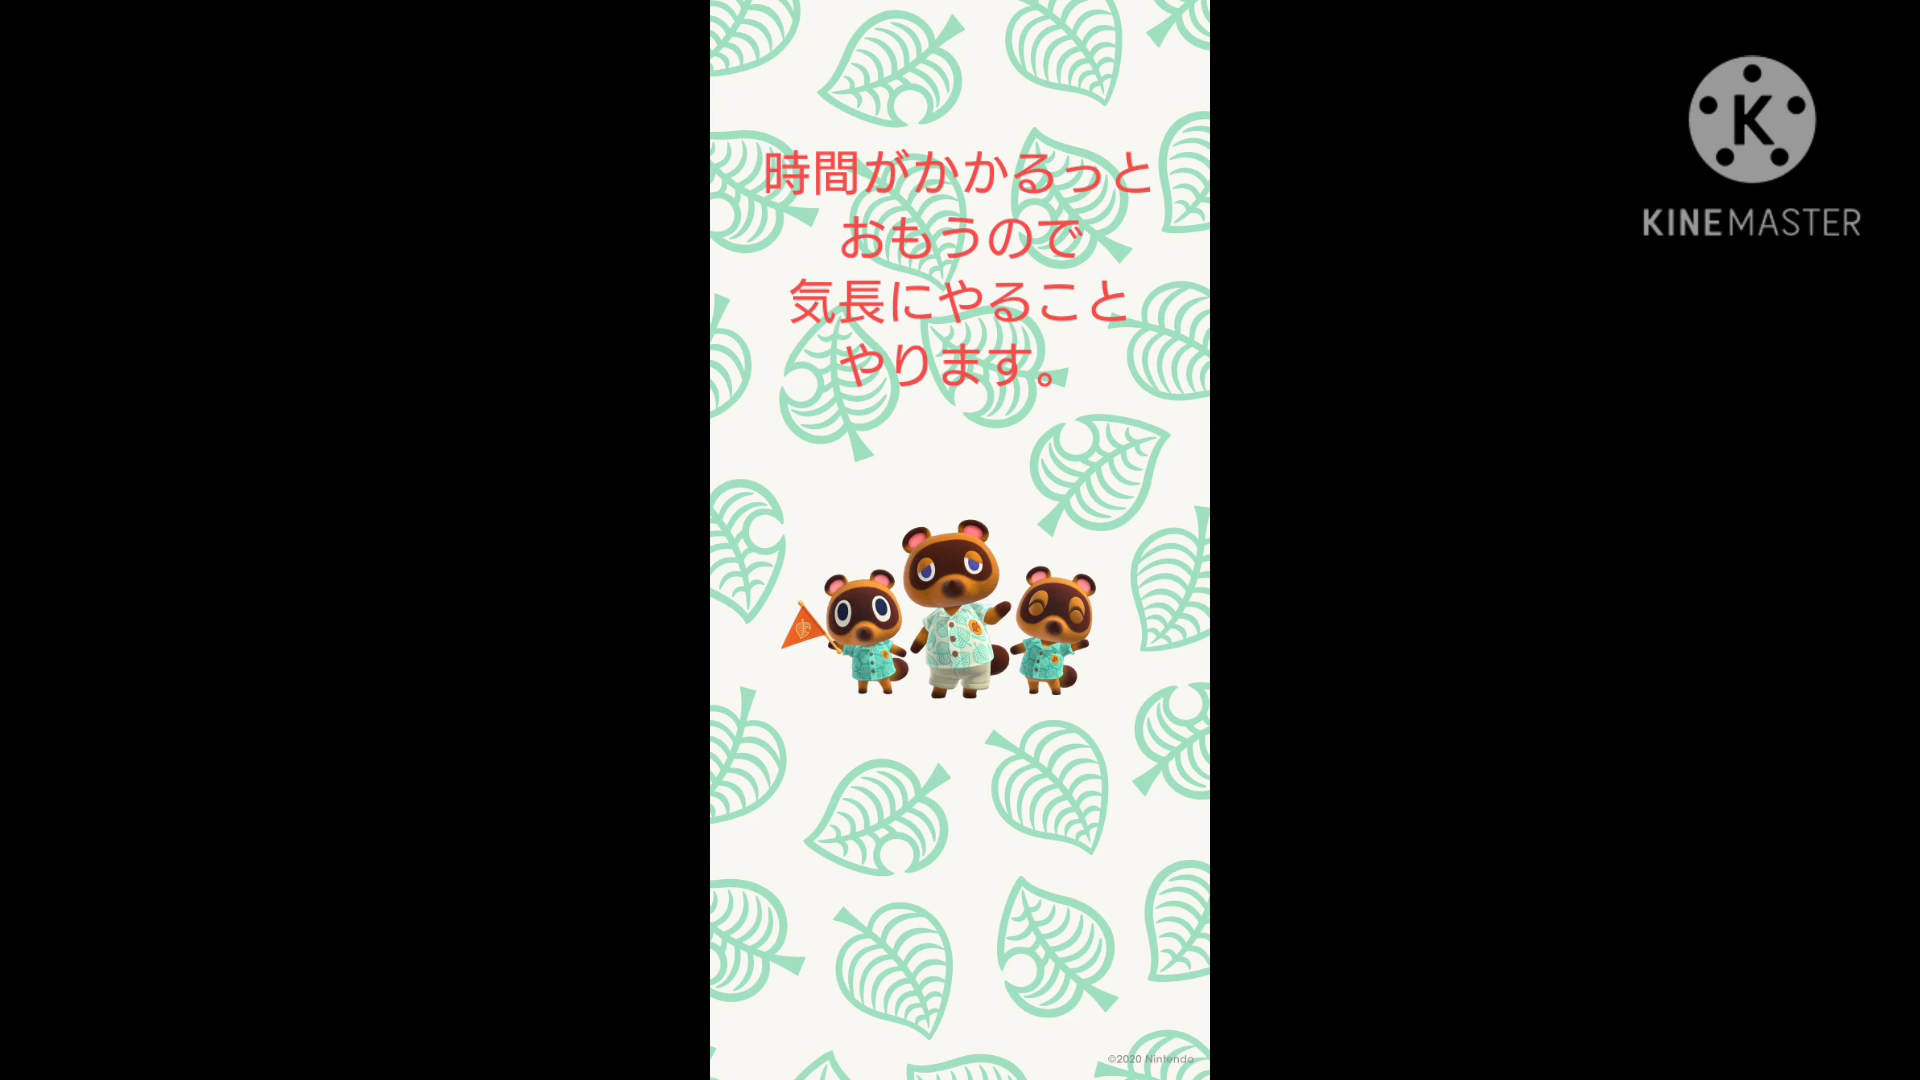 時間がかかるっと
おもうので
気長にやること
やります。
K
KINEMASTER
©2020 Nintendo